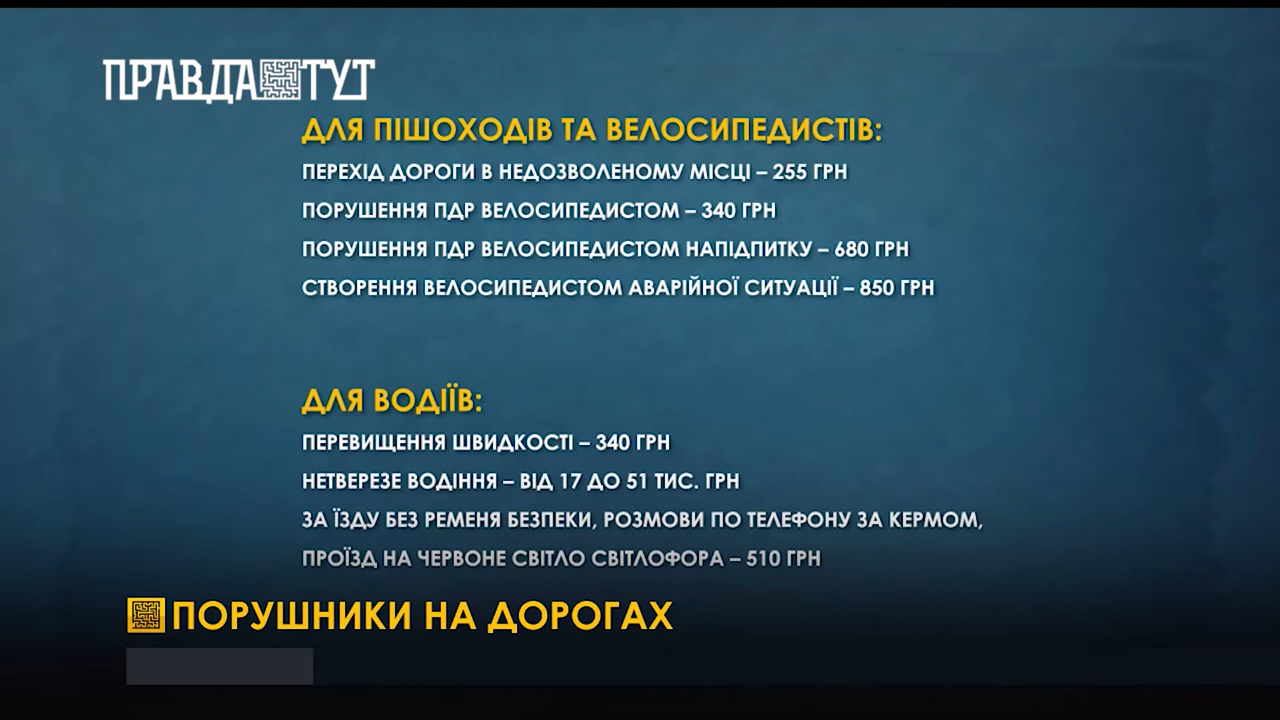 ПРАВДА ТУТ
ДЛЯ ПІШОХОДІВ ТА ВЕЛОСИПЕДИСТІВ:
ПЕРЕХІД ДОРОГИ В НЕДОЗВОЛЕНОМУ МІСЦІ – 255 ГРН
ПОРУШЕННЯ ПДР ВЕЛОСИПЕДИСТОМ – 340 ГРН
ПОРУШЕННЯ ПДР ВЕЛОСИПЕДИСТОМ НАПІДПИТКУ – 680 ГРН
СТВОРЕННЯ ВЕЛОСИПЕДИСТОМ АВАРІЙНОЇ СИТУАЦІЇ – 850 ГРН
ДЛЯ ВОДІЇВ:
ПЕРЕВИЩЕННЯ ШВИДКОСТІ – 340 ГРН
НЕТВЕРЕЗЕ ВОДІННЯ – ВІД 17 ДО 51 ТИС. ГРН
ЗА ЇЗДУ БЕЗ РЕМЕНЯ БЕЗПЕКИ, РОЗМОВИ ПО ТЕЛЕФОНУ ЗА КЕРМОМ,
ПРОЇЗД НА ЧЕРВОНЕ СВІТЛО СВІТЛОФОРА – 510 ГРН
ПОРУШНИКИ НА ДОРОГАХ